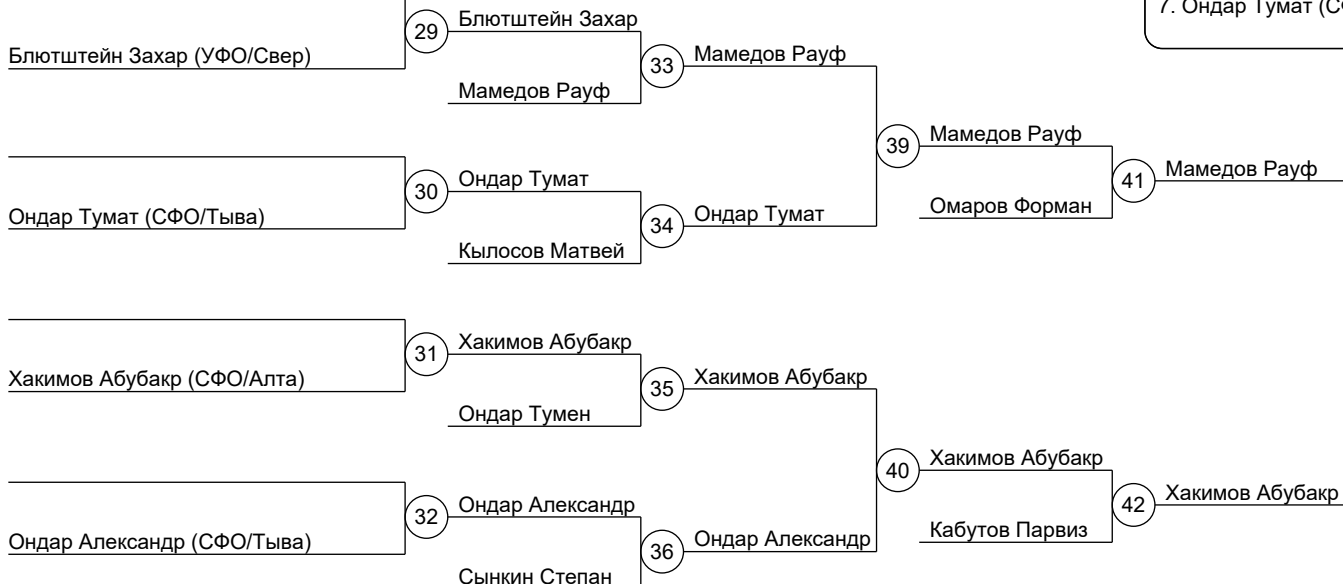 7. Ондар Тумат
29
Блютштейн Захар
Блютштейн Захар (УФО/Свер)
33
Мамедов Рауф
Мамедов Рауф
39
Мамедов Рауф
41
Мамедов Рауф
30
Ондар Тумат
Ондар Тумат (СФО/Тыва)
34
Ондар Тумат
Омаров Форман
Кылосов Матвей
31
Хакимов Абубакр
Хакимов Абубакр (СФО/Алта)
35
Хакимов Абубакр
Ондар Тумен
40
Хакимов Абубакр
42
Хакимов Абубакр
32
Ондар Александр
Ондар Александр (СФО/Тыва)
36
Ондар Александр
Кабутов Парвиз
Сынкин Степан